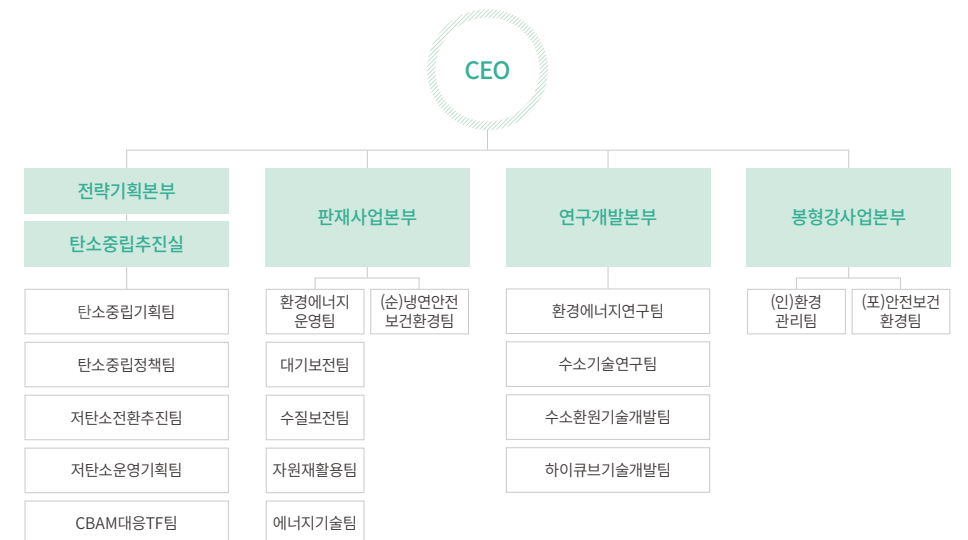 CEO
전략기획본부
탄소중립추진실
탄소중립기획팀
탄소중립정책팀
저탄소전환추진팀
저탄소운영기획팀
CBAM대응TF팀
판재사업본부
환경에너지
운영팀
(순)냉연안전
보건환경팀
대기보전팀
수질보전팀
자원재활용팀
에너지기술팀
연구개발본부
환경에너지연구팀
수소기술연구팀
수소환원기술개발팀
하이큐브기술개발팀
봉형강사업본부
(인)환경
관리팀
(포)안전보건
환경팀